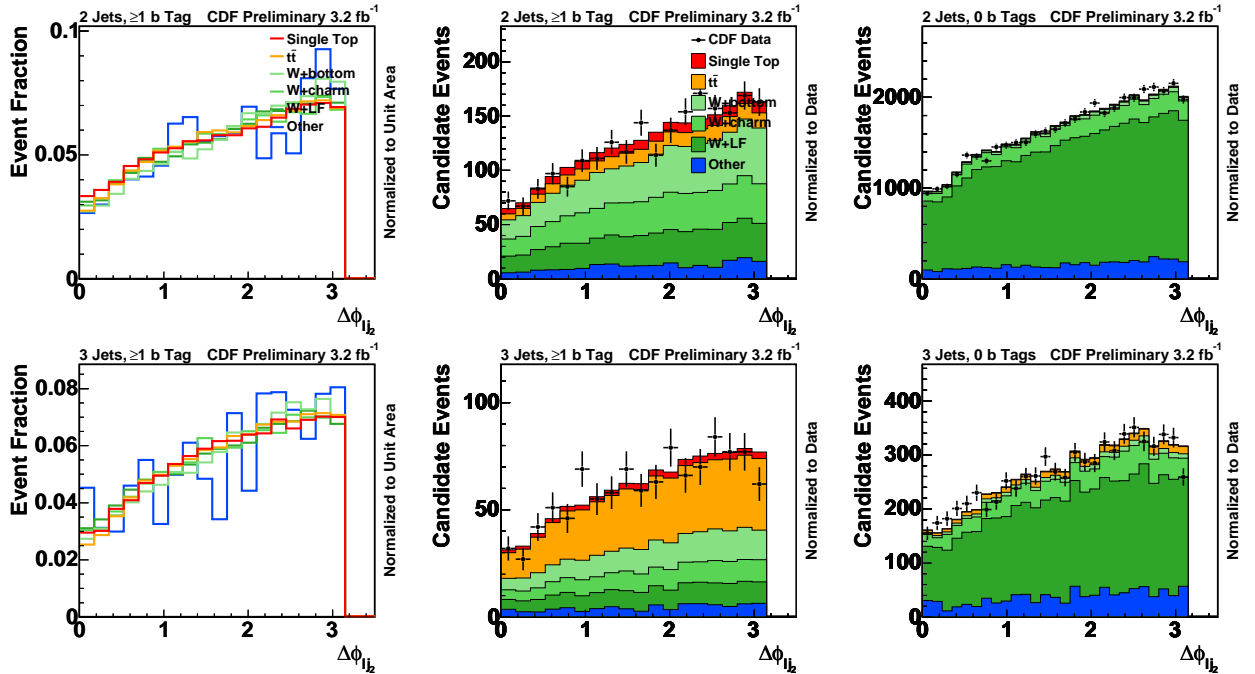 2 Jets, ≥1 b Tag CDF Preliminary 3.2 fb⁻¹
Event Fraction
0.1
0.05
0
0 1 2 3
Δφ_lj₂
Normalized to Unit Area
Single Top
tt̄
W+bottom
W+charm
W+LF
Other
2 Jets, ≥1 b Tag CDF Preliminary 3.2 fb⁻¹
Candidate Events
200
150
100
50
0
0 1 2 3
Δφ_lj₂
Normalized to Data
CDF Data
Single Top
tt̄
W+bottom
W+charm
W+LF
Other
2 Jets, 0 b Tags CDF Preliminary 3.2 fb⁻¹
Candidate Events
2000
1000
0
0 1 2 3
Δφ_lj₂
Normalized to Data
3 Jets, ≥1 b Tag CDF Preliminary 3.2 fb⁻¹
Event Fraction
0.08
0.06
0.04
0.02
0
0 1 2 3
Δφ_lj₂
Normalized to Unit Area
3 Jets, ≥1 b Tag CDF Preliminary 3.2 fb⁻¹
Candidate Events
100
50
0
0 1 2 3
Δφ_lj₂
Normalized to Data
3 Jets, 0 b Tags CDF Preliminary 3.2 fb⁻¹
Candidate Events
400
300
200
100
0
0 1 2 3
Δφ_lj₂
Normalized to Data